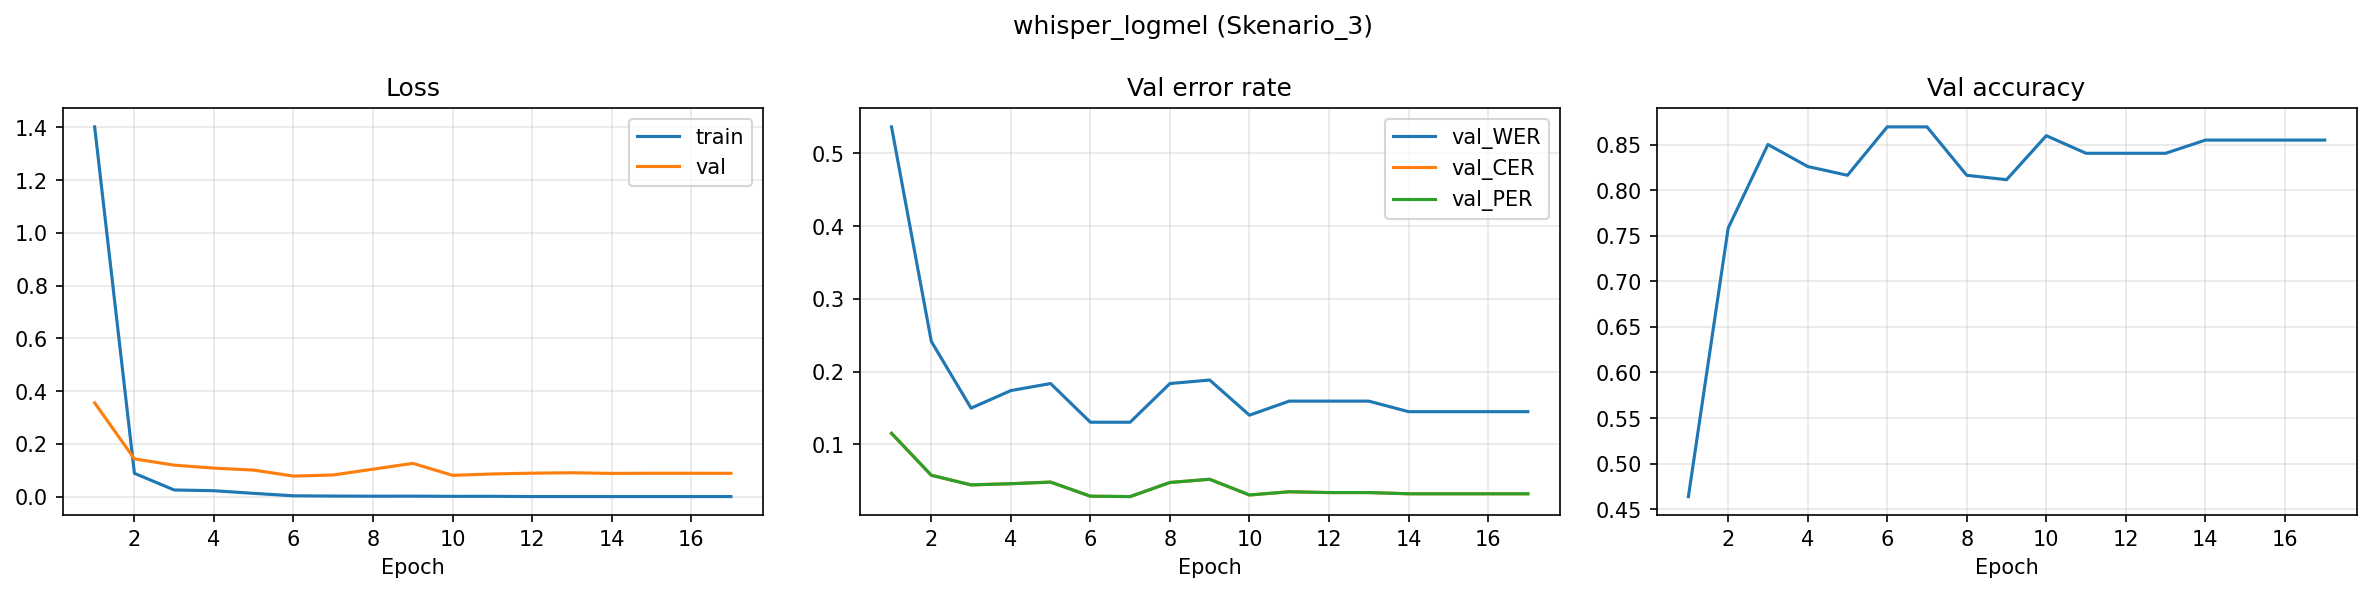 whisper_logmel (Skenario_3)
Loss
1.4
1.2
1.0
0.8
0.6
0.4
0.2
0.0
2 4 6 8 10 12 14 16
Epoch
train
val
Val error rate
0.5
0.4
0.3
0.2
0.1
2 4 6 8 10 12 14 16
Epoch
val_WER
val_CER
val_PER
Val accuracy
0.85
0.80
0.75
0.70
0.65
0.60
0.55
0.50
0.45
2 4 6 8 10 12 14 16
Epoch